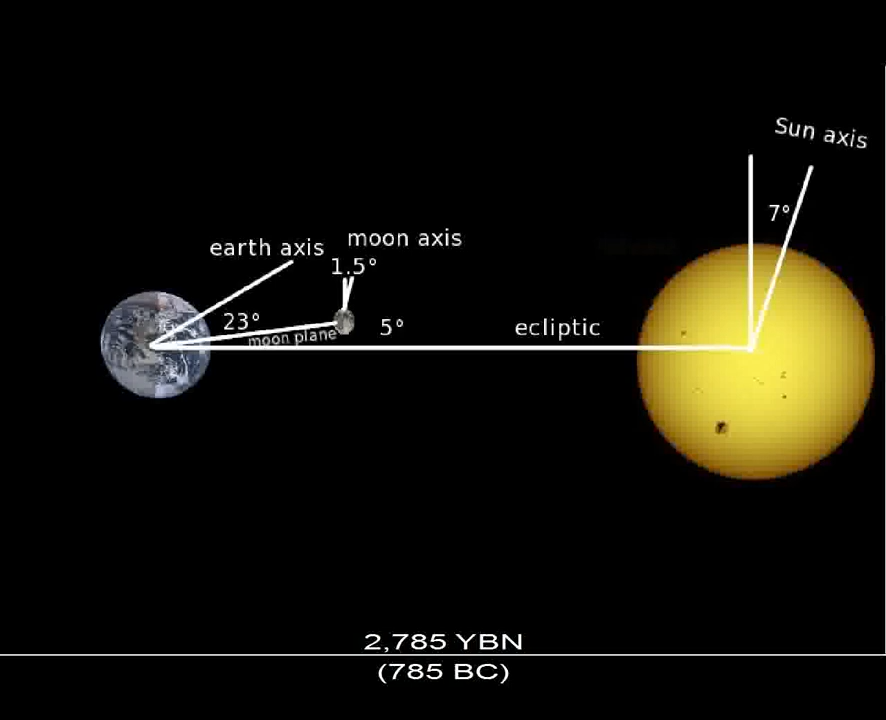 Sun axis
7°
earth axis
moon axis
1.5°
23°
5°
ecliptic
moon plane
2,785 YBN
(785 BC)